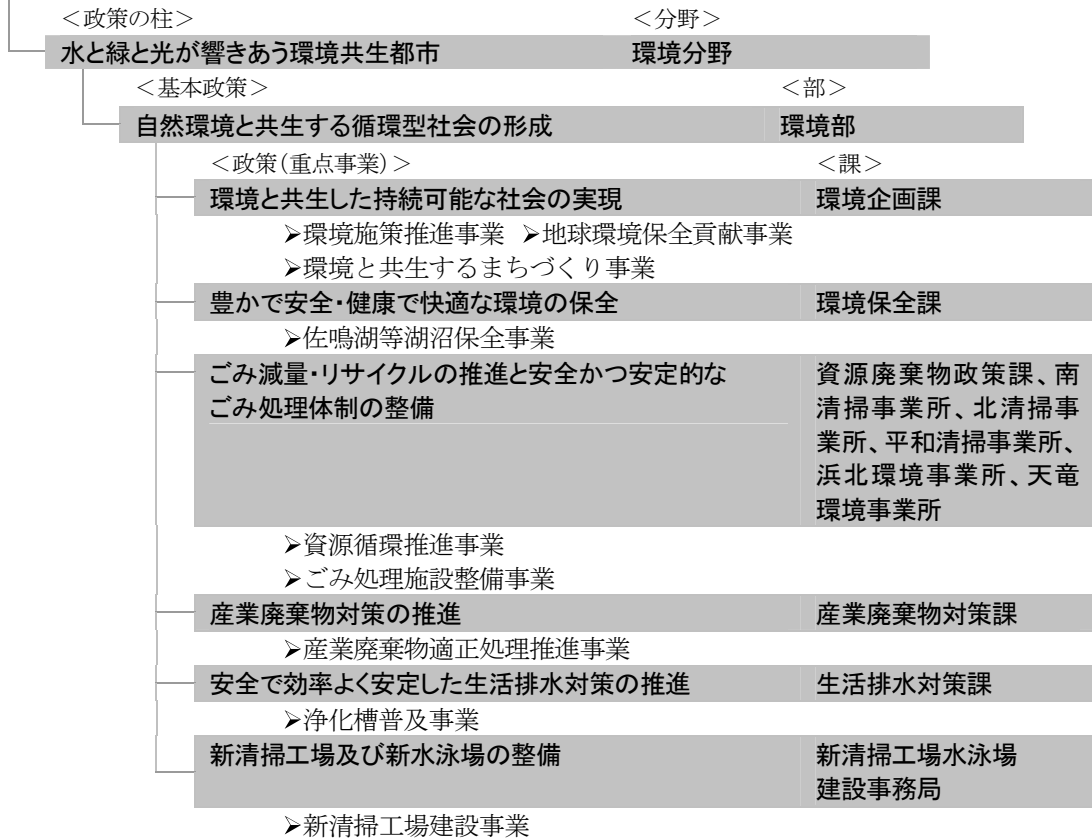 ＜政策の柱＞ ＜分野＞
水と緑と光が響きあう環境共生都市 環境分野
＜基本政策＞ ＜部＞
自然環境と共生する循環型社会の形成 環境部
＜政策(重点事業)＞ ＜課＞
環境と共生した持続可能な社会の実現 環境企画課
➢環境施策推進事業 ➢地球環境保全貢献事業
➢環境と共生するまちづくり事業
豊かで安全・健康で快適な環境の保全 環境保全課
➢佐鳴湖等湖沼保全事業
ごみ減量・リサイクルの推進と安全かつ安定的な
ごみ処理体制の整備
資源廃棄物政策課、南
清掃事業所、北清掃事
業所、平和清掃事業所、
浜北環境事業所、天竜
環境事業所
➢資源循環推進事業
➢ごみ処理施設整備事業
産業廃棄物対策の推進 産業廃棄物対策課
➢産業廃棄物適正処理推進事業
安全で効率よく安定した生活排水対策の推進 生活排水対策課
➢浄化槽普及事業
新清掃工場及び新水泳場の整備 新清掃工場水泳場
建設事務局
➢新清掃工場建設事業